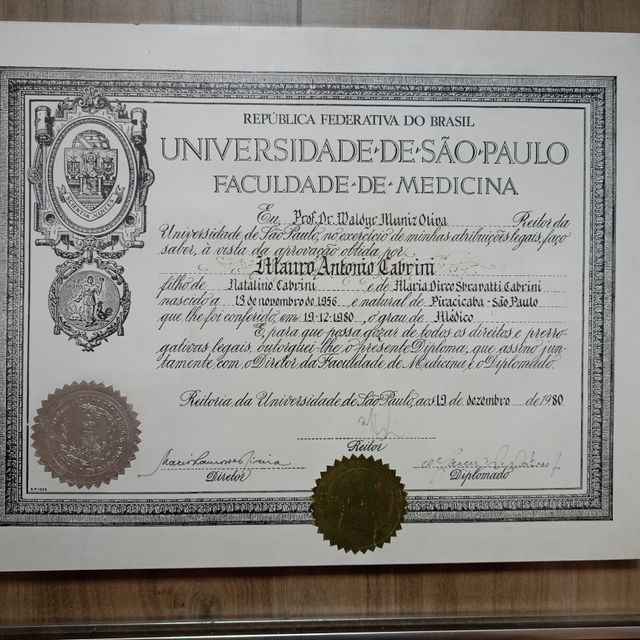 REPÚBLICA FEDERATIVA DO BRASIL
UNIVERSIDADE·DE·SÃO·PAULO
FACULDADE·DE·MEDICINA
Eu, Prof. Dr. Waldyr Muniz Oliva Reitor da
Universidade de São Paulo, no exercício de minhas atribuições legais, faço
saber, à vista da aprovação obtida por
Mauro Antonio Cabrini
filho de Natalino Cabrini e de Maria Dirce Sbravatti Cabrini
nascido a 19 de novembro de 1956 e natural de Piracicaba - São Paulo
que lhe foi conferido, em 19-12-1980 o grau de Médico
E, para que possa gozar de todos os direitos e prerro-
gativas legais, outorguei-lhe o presente Diploma, que assino jun-
tamente com o Diretor da Faculdade de Medicina e o Diplomado.
Reitoria da Universidade de São Paulo, aos 19 de dezembro de 1980
Reitor
Diretor
Diplomado
SCIENTIA VINCES